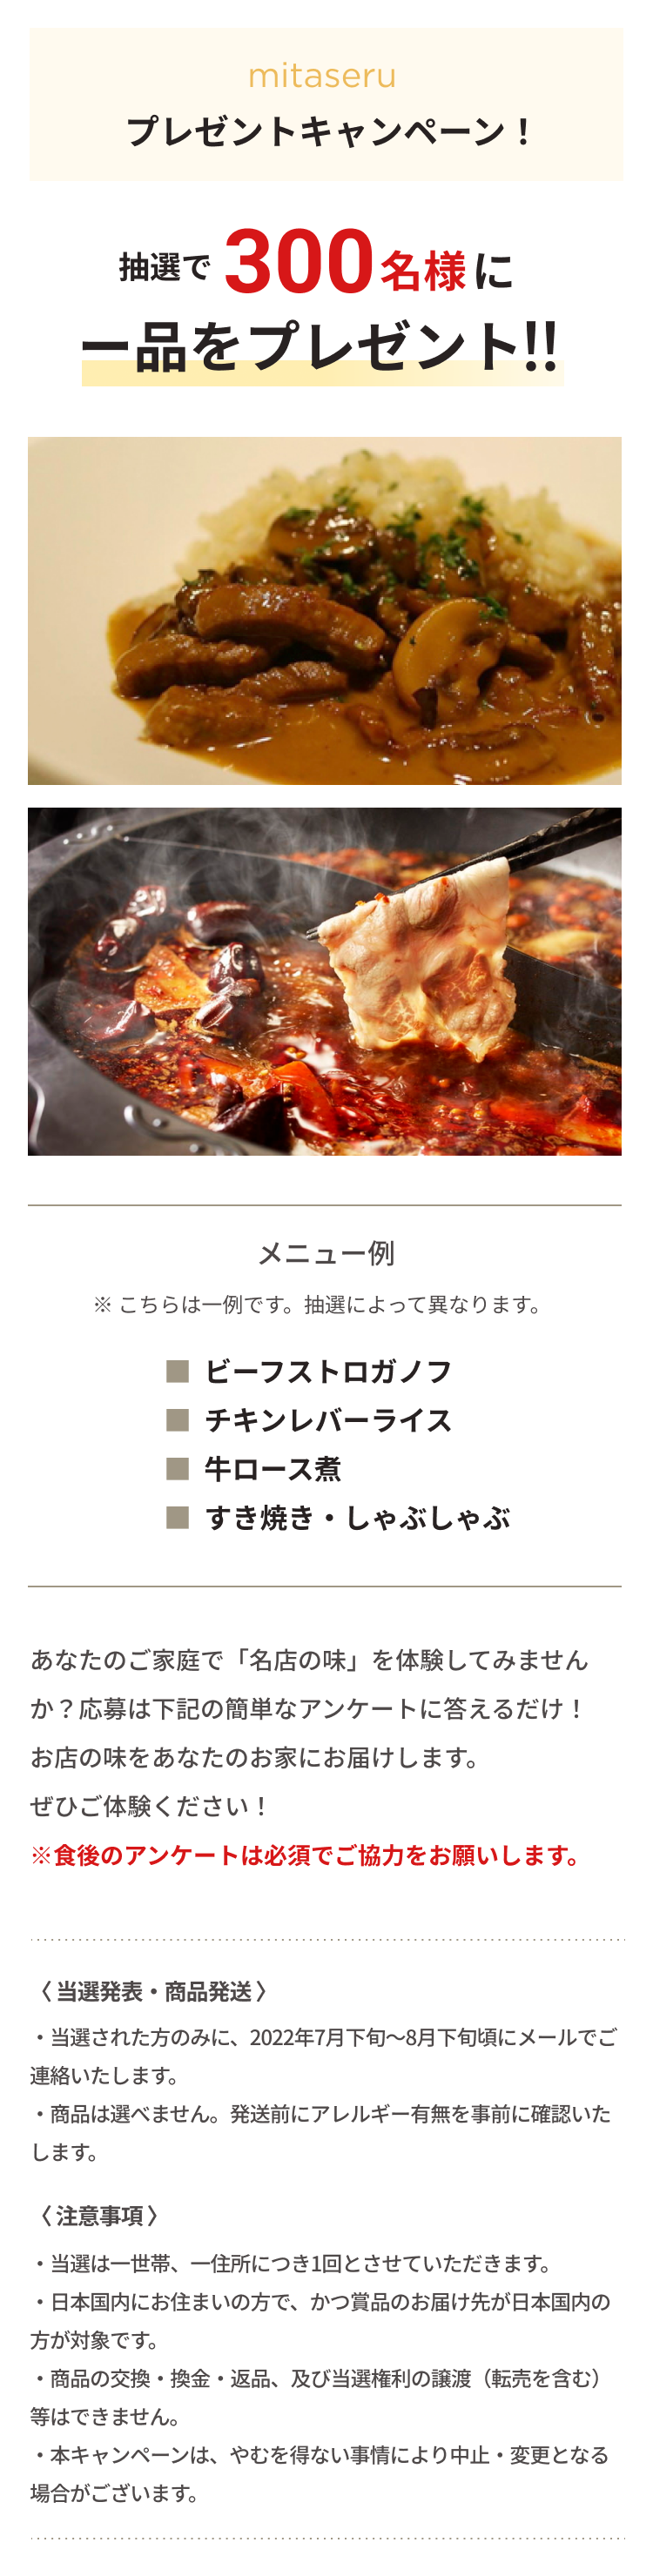 mitaseru
プレゼントキャンペーン！
抽選で 300名様に
一品をプレゼント!!
メニュー例
※ こちらは一例です。抽選によって異なります。
■ ビーフストロガノフ
■ チキンレバーライス
■ 牛ロース煮
■ すき焼き・しゃぶしゃぶ
あなたのご家庭で「名店の味」を体験してみません
か？応募は下記の簡単なアンケートに答えるだけ！
お店の味をあなたのお家にお届けします。
ぜひご体験ください！
※食後のアンケートは必須でご協力をお願いします。
〈 当選発表・商品発送 〉
・当選された方のみに、2022年7月下旬〜8月下旬頃にメールでご
連絡いたします。
・商品は選べません。発送前にアレルギー有無を事前に確認いた
します。
〈 注意事項 〉
・当選は一世帯、一住所につき1回とさせていただきます。
・日本国内にお住まいの方で、かつ賞品のお届け先が日本国内の
方が対象です。
・商品の交換・換金・返品、及び当選権利の譲渡（転売を含む）
等はできません。
・本キャンペーンは、やむを得ない事情により中止・変更となる
場合がございます。